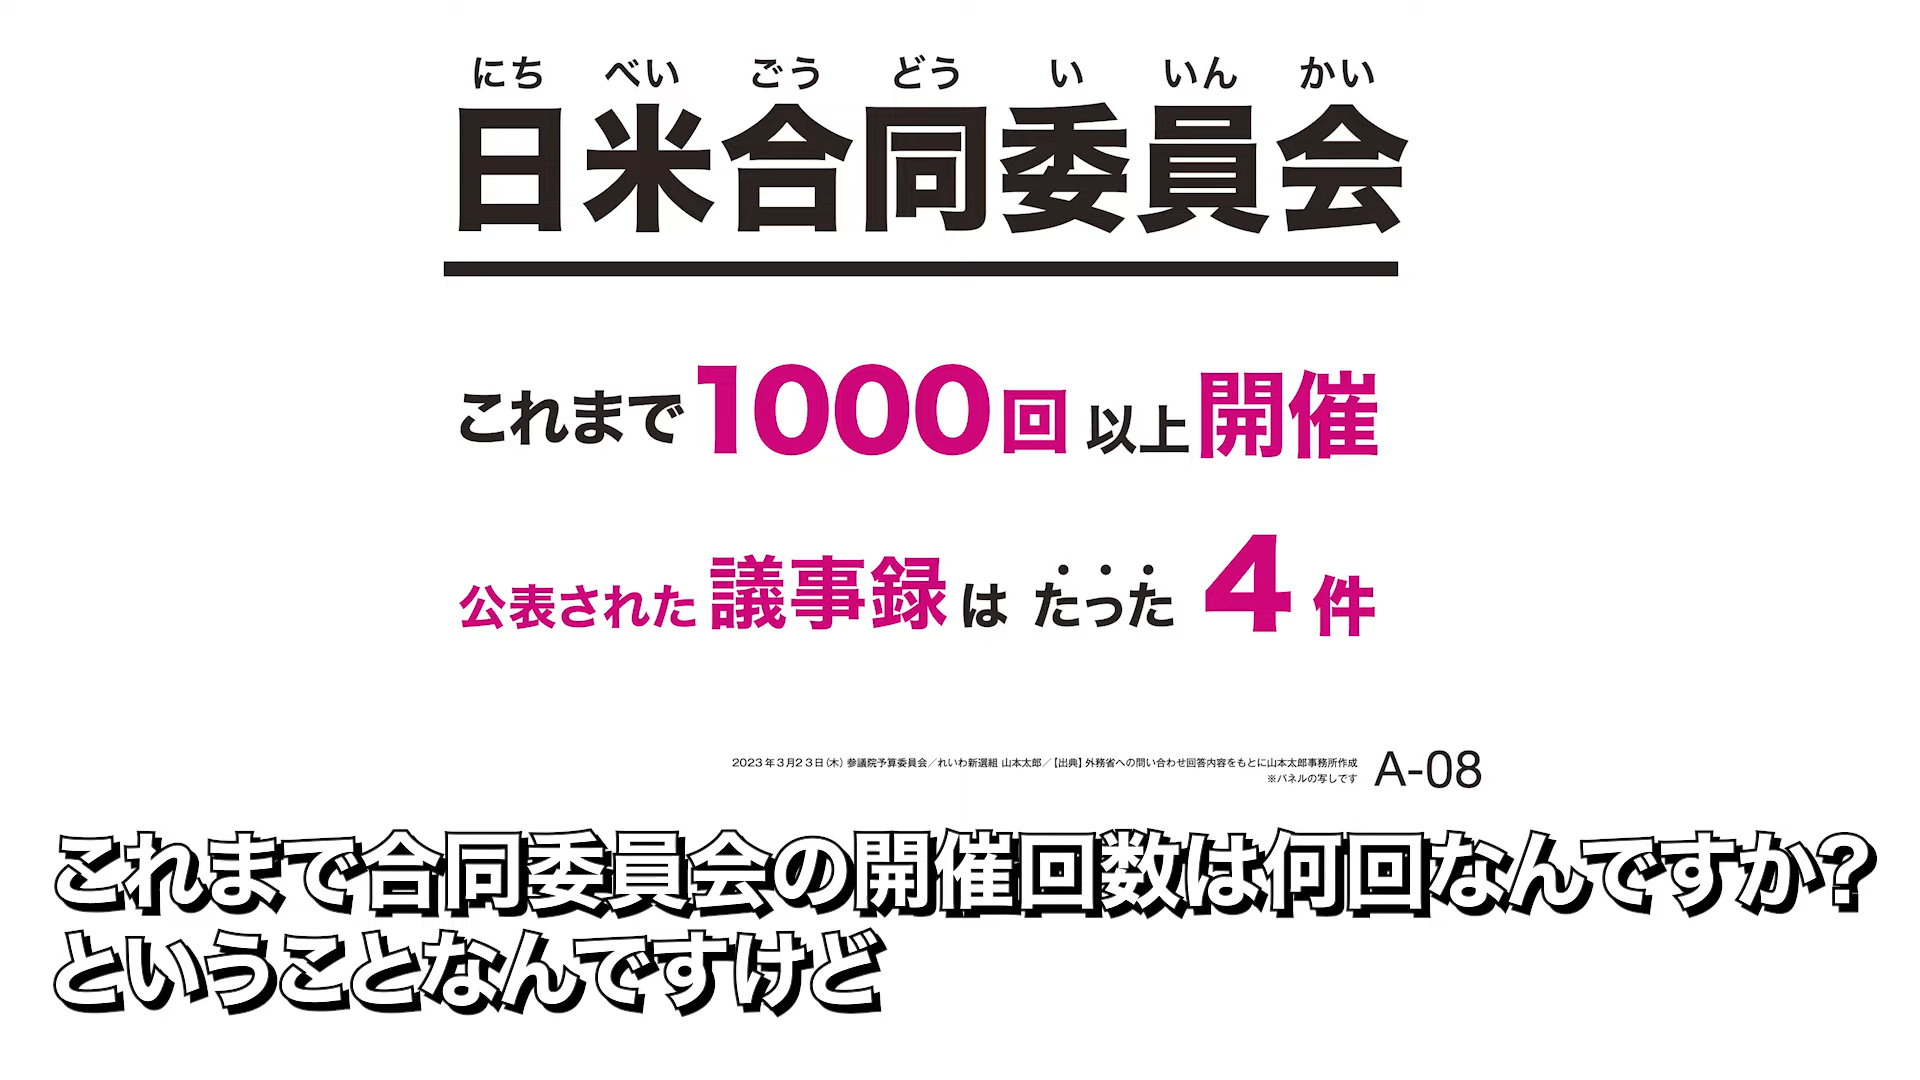 にち べい ごう どう い いん かい
日米合同委員会
これまで1000回以上開催
公表された議事録はたった4件
2023年3月23日(木) 参議院予算委員会／れいわ新選組 山本太郎／【出典】外務省への問い合わせ回答内容をもとに山本太郎事務所作成
※パネルの写しです
A-08
これまで合同委員会の開催回数は何回なんですか?
ということなんですけど